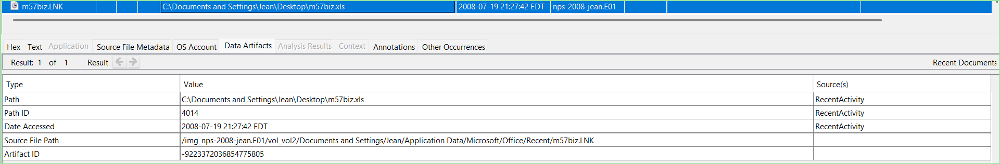 m57biz.LNK C:\Documents and Settings\Jean\Desktop\m57biz.xls 2008-07-19 21:27:42 EDT nps-2008-jean.E01
Hex Text Application Source File Metadata OS Account Data Artifacts Analysis Results Context Annotations Other Occurrences
Result: 1 of 1 Result Recent Documents
Type Value Source(s)
Path C:\Documents and Settings\Jean\Desktop\m57biz.xls RecentActivity
Path ID 4014 RecentActivity
Date Accessed 2008-07-19 21:27:42 EDT RecentActivity
Source File Path /img_nps-2008-jean.E01/vol_vol2/Documents and Settings/Jean/Application Data/Microsoft/Office/Recent/m57biz.LNK
Artifact ID -9223372036854775805